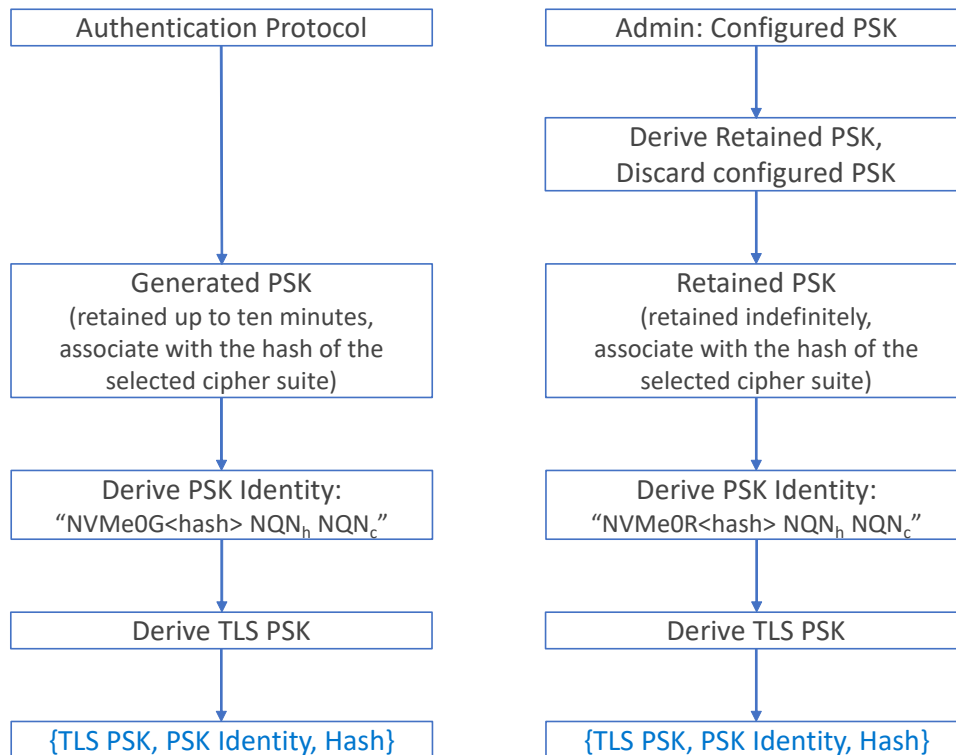 Authentication Protocol
Generated PSK
(retained up to ten minutes,
associate with the hash of the
selected cipher suite)
Derive PSK Identity:
“NVMe0G<hash> NQNh NQNc”
Derive TLS PSK
{TLS PSK, PSK Identity, Hash}
Admin: Configured PSK
Derive Retained PSK,
Discard configured PSK
Retained PSK
(retained indefinitely,
associate with the hash of the
selected cipher suite)
Derive PSK Identity:
“NVMe0R<hash> NQNh NQNc”
Derive TLS PSK
{TLS PSK, PSK Identity, Hash}